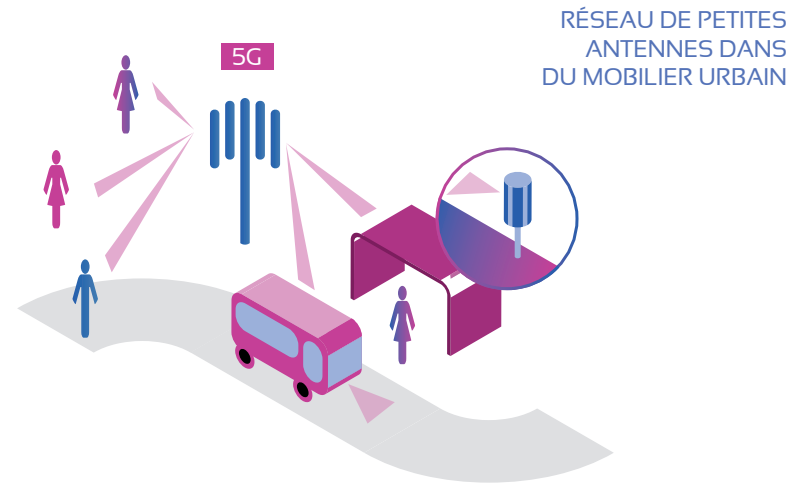 RÉSEAU DE PETITES
ANTENNES DANS
DU MOBILIER URBAIN
5G